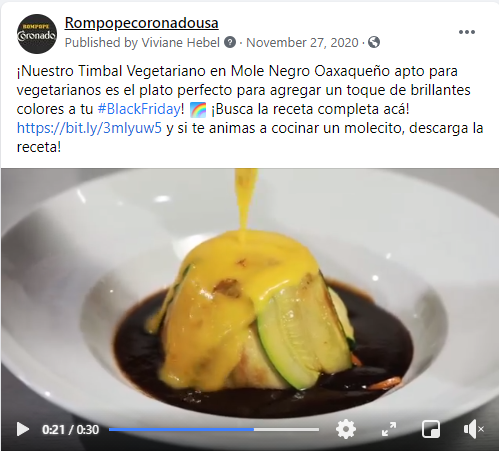 ROMPOPE
Coronado
Rompopecoronadousa
Published by Viviane Hebel · November 27, 2020 ·
¡Nuestro Timbal Vegetariano en Mole Negro Oaxaqueño apto para
vegetarianos es el plato perfecto para agregar un toque de brillantes
colores a tu #BlackFriday! 🌈 ¡Busca la receta completa acá!
https://bit.ly/3mlyuw5 y si te animas a cocinar un molecito, descarga la
receta!
0:21 / 0:30